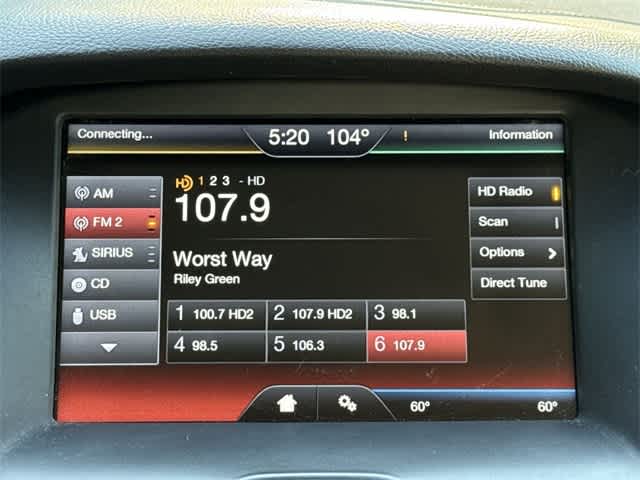 Connecting... 5:20 104° ! Information
AM
FM 2
SIRIUS
CD
USB
HD 1 2 3 - HD
107.9
Worst Way
Riley Green
1 100.7 HD2 2 107.9 HD2 3 98.1
4 98.5 5 106.3 6 107.9
HD Radio
Scan
Options
Direct Tune
60° 60°